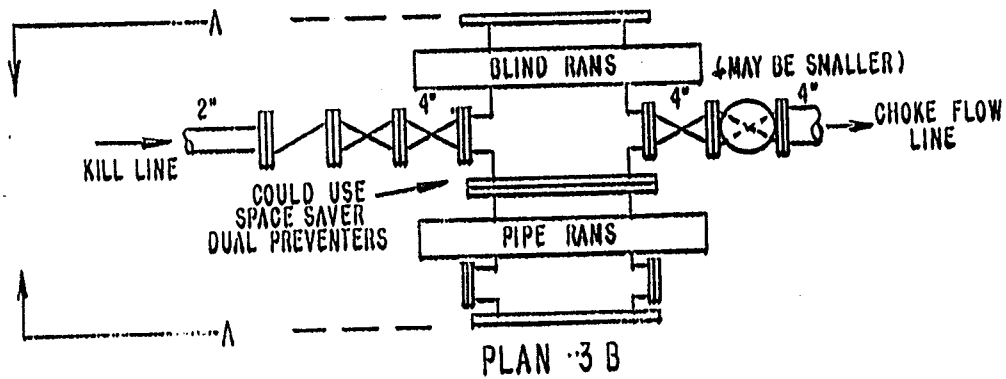 A
BLIND RAMS
(MAY BE SMALLER)
2"
4"
4"
4"
KILL LINE
CHOKE FLOW
LINE
COULD USE
SPACE SAVER
DUAL PREVENTERS
PIPE RAMS
A
PLAN 3 B